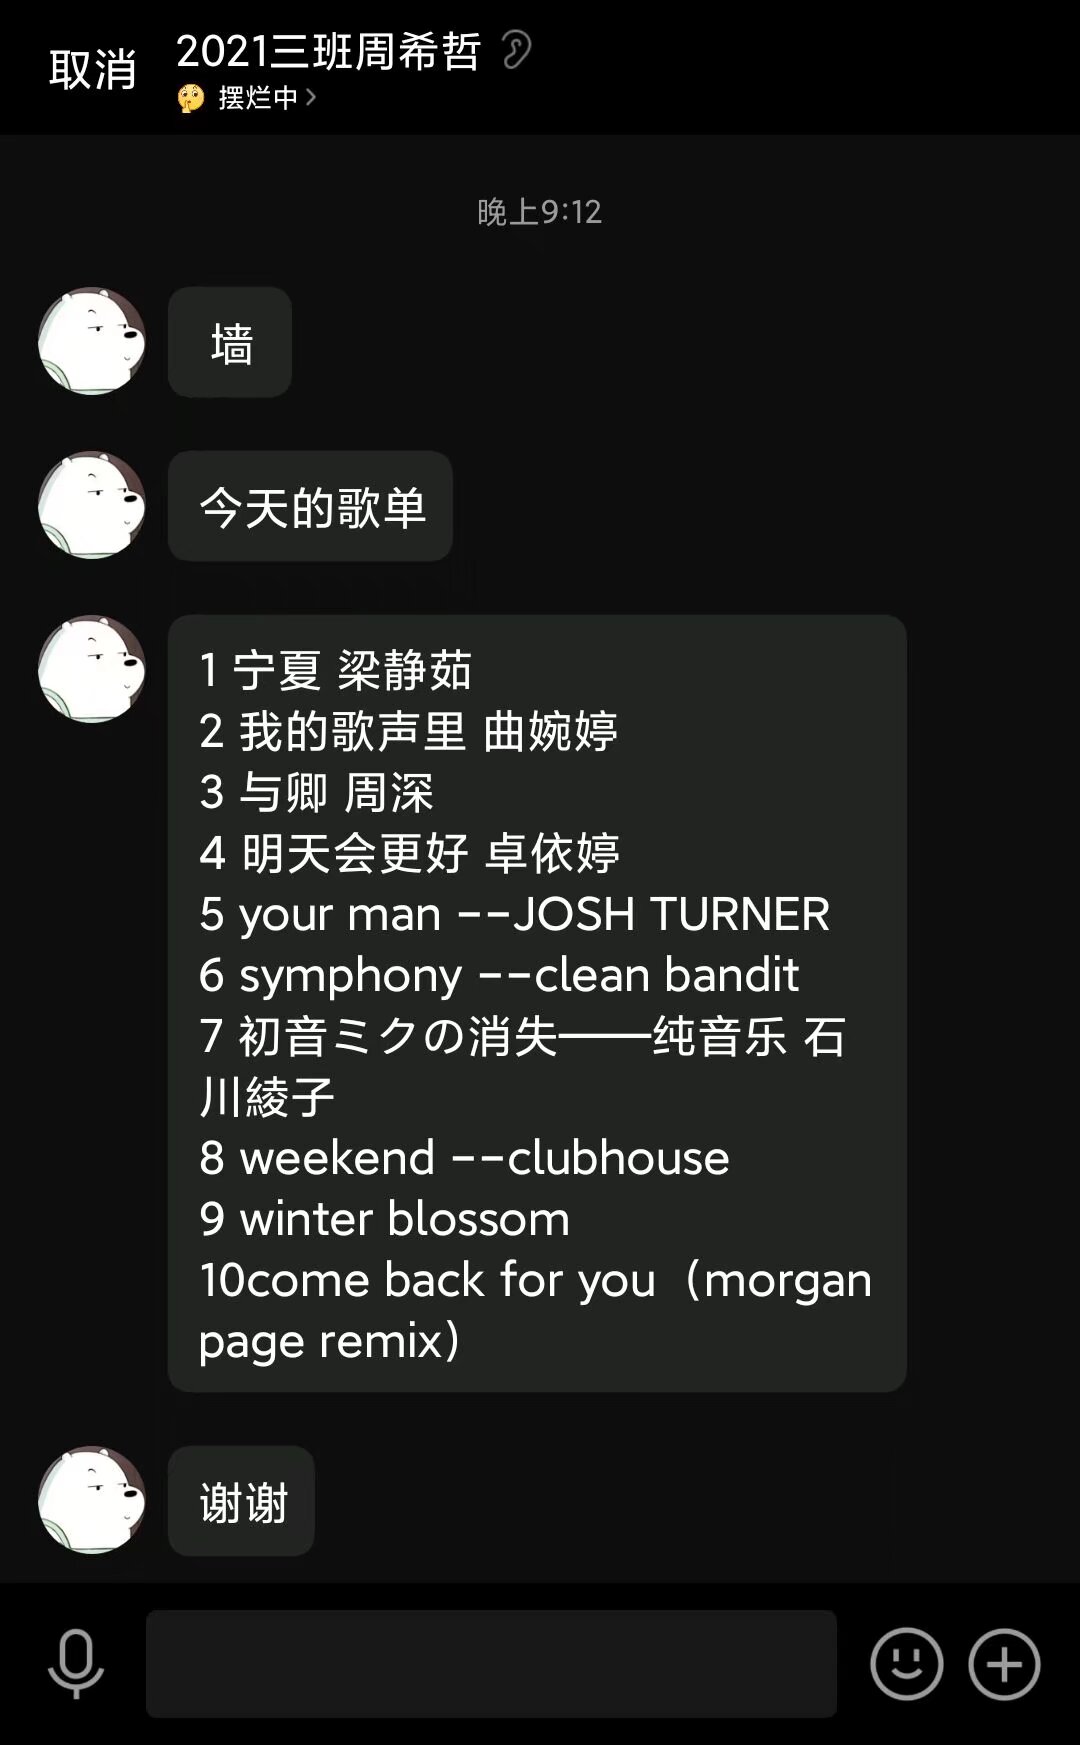 取消
2021三班周希哲
摆烂中
晚上9:12
墙
今天的歌单
1 宁夏 梁静茹
2 我的歌声里 曲婉婷
3 与卿 周深
4 明天会更好 卓依婷
5 your man --JOSH TURNER
6 symphony --clean bandit
7 初音ミクの消失——纯音乐 石
川綾子
8 weekend --clubhouse
9 winter blossom
10come back for you（morgan
page remix）
谢谢